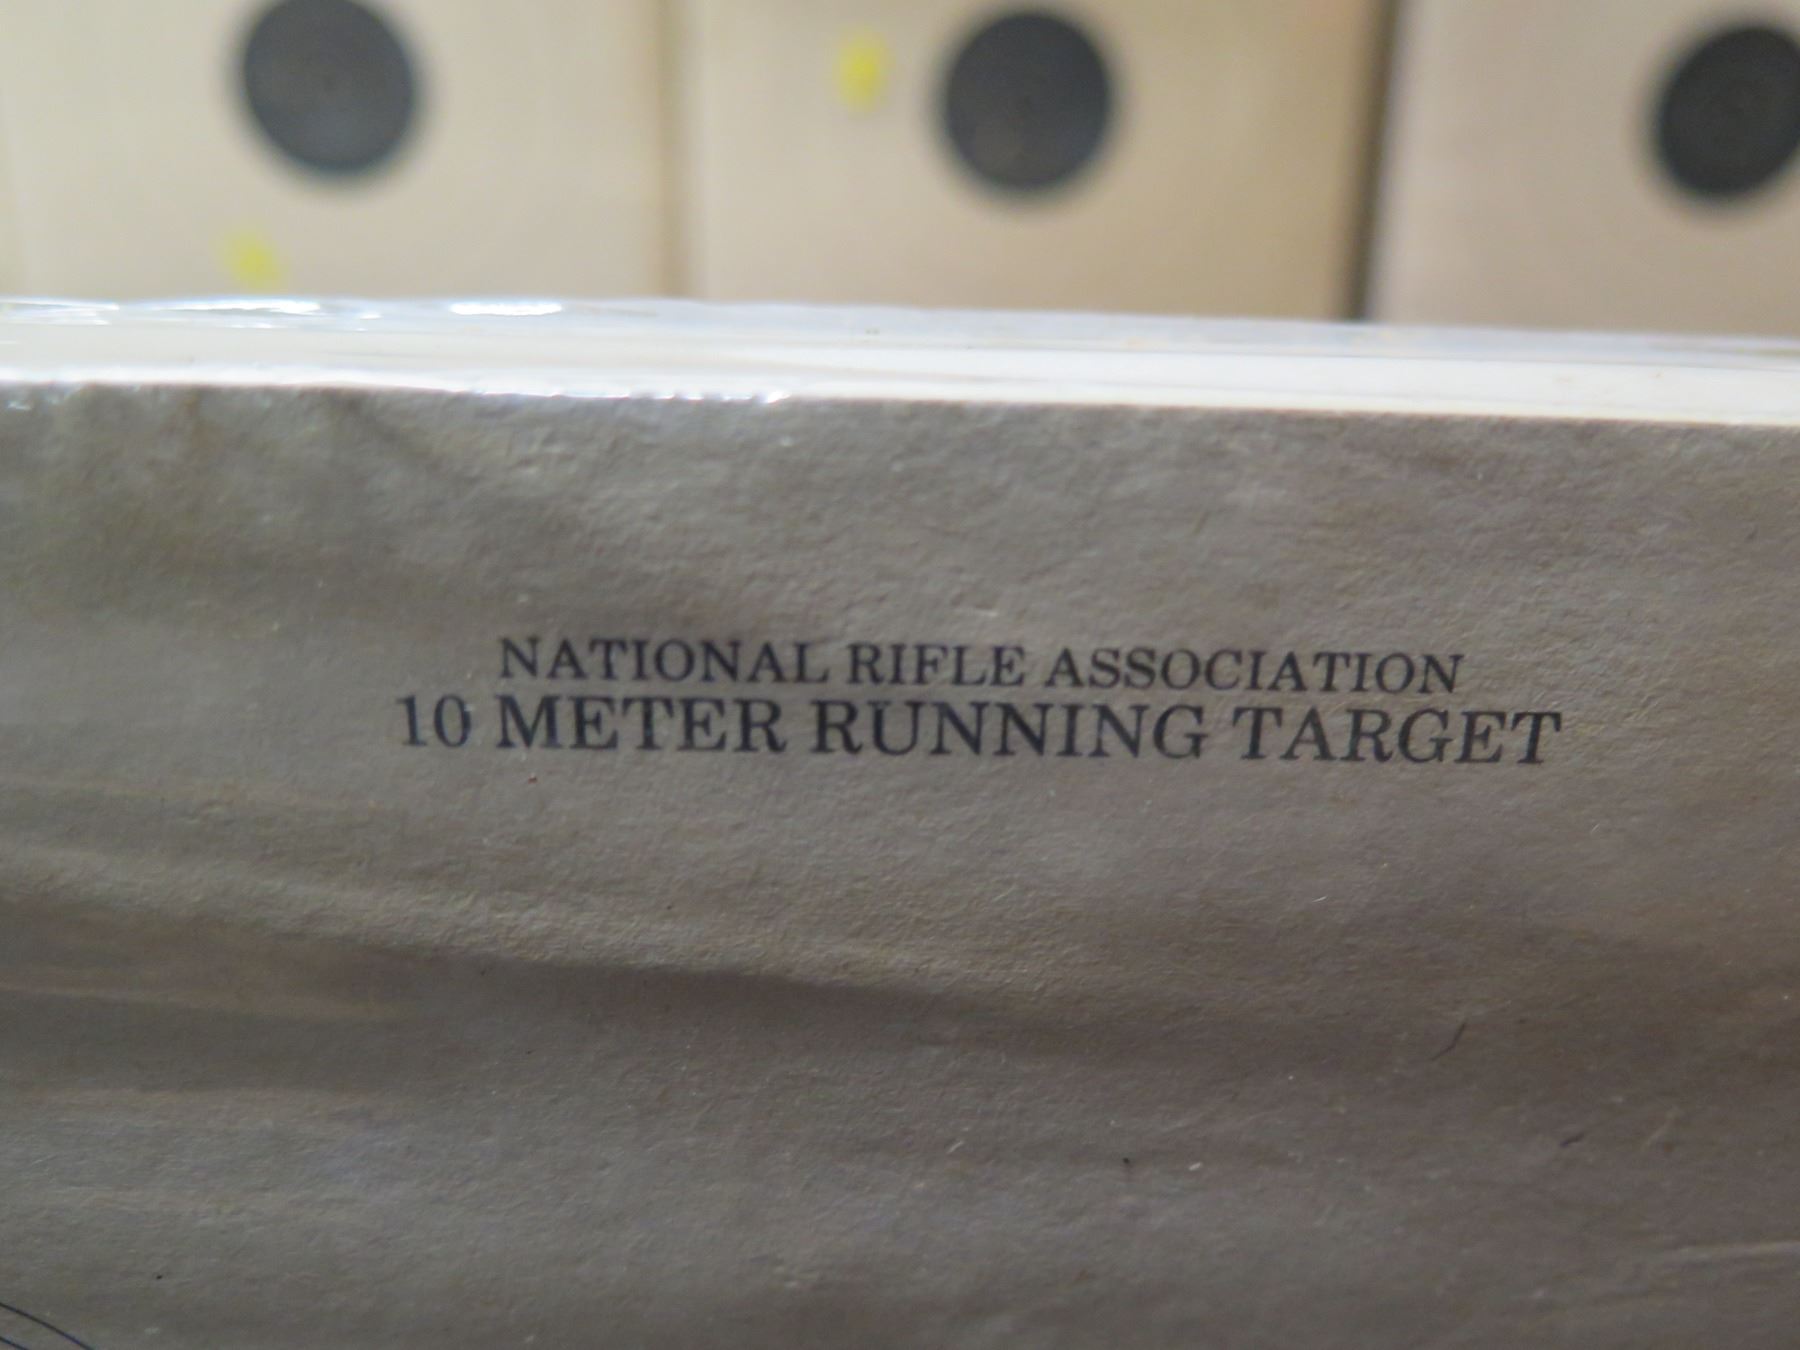 NATIONAL RIFLE ASSOCIATION
10 METER RUNNING TARGET